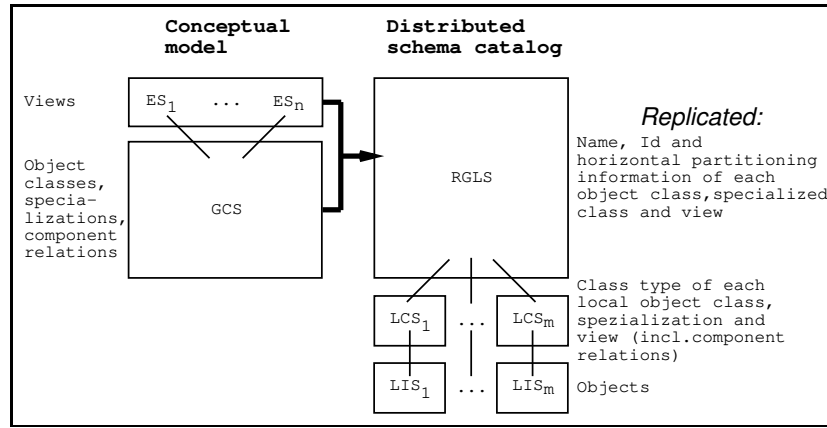 Conceptual
model
Distributed
schema catalog
Views
ES1 ... ESn
Object
classes,
specia-
lizations,
component
relations
GCS
RGLS
Replicated:
Name, Id and
horizontal partitioning
information of each
object class,specialized
class and view
LCS1 ... LCSm
Class type of each
local object class,
spezialization and
view (incl.component
relations)
LIS1 ... LISm
Objects